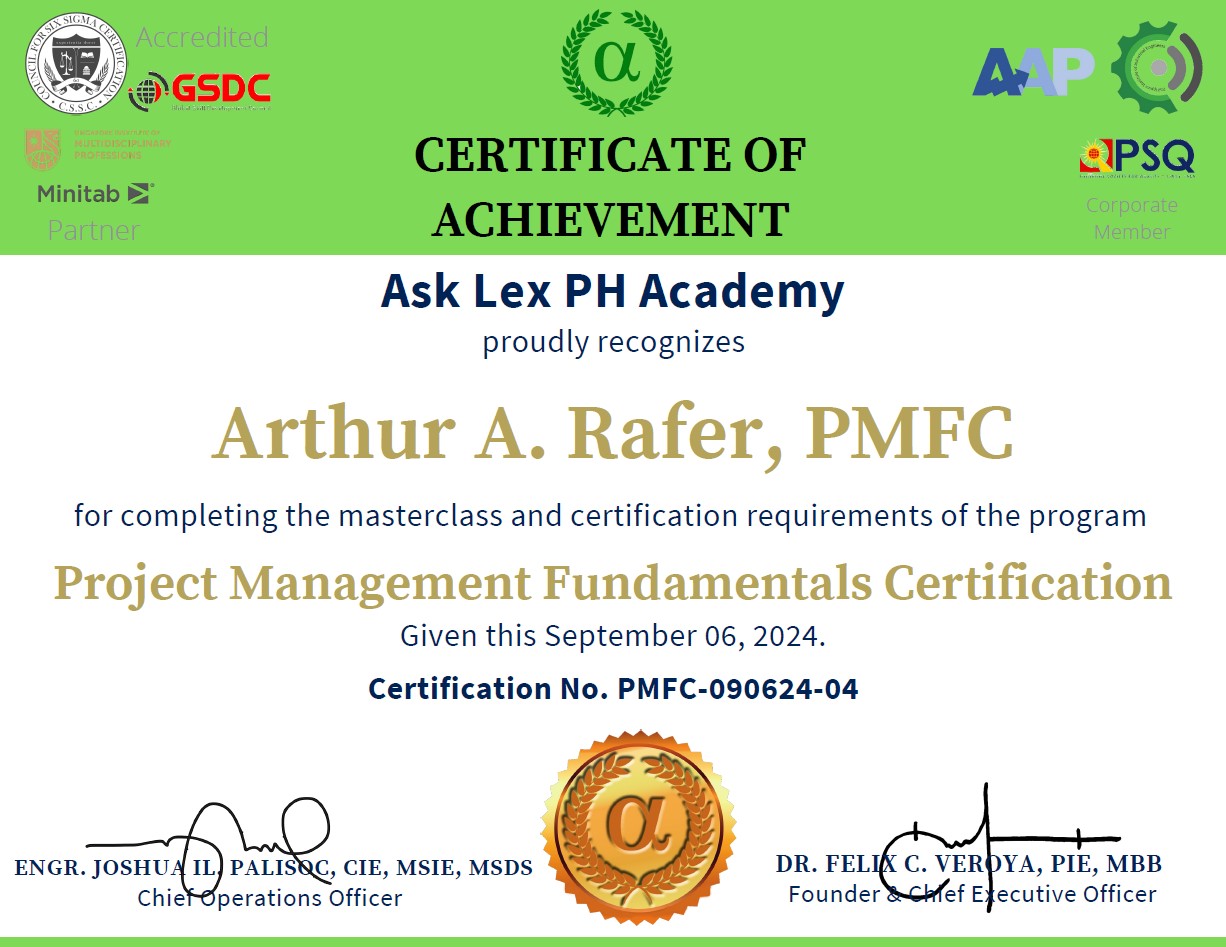 COUNCIL FOR SIX SIGMA CERTIFICATION
C.S.S.C.
Accredited
GSDC
MULTIDISCIPLINARY
PROFESSIONS
Minitab
Partner
α
CERTIFICATE OF
ACHIEVEMENT
AAP
PSQ
Corporate
Member
Ask Lex PH Academy
proudly recognizes
Arthur A. Rafer, PMFC
for completing the masterclass and certification requirements of the program
Project Management Fundamentals Certification
Given this September 06, 2024.
Certification No. PMFC-090624-04
α
ENGR. JOSHUA IL. PALISOC, CIE, MSIE, MSDS
Chief Operations Officer
DR. FELIX C. VEROYA, PIE, MBB
Founder & Chief Executive Officer